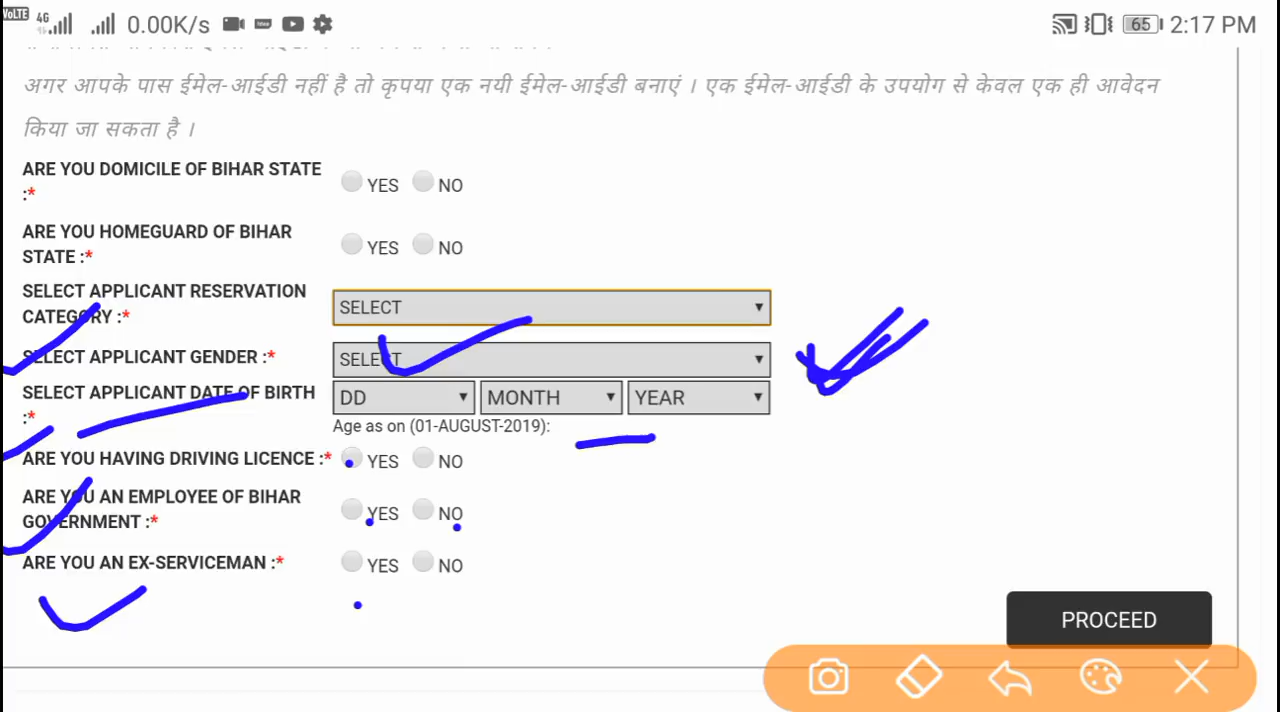 VoLTE 4G 0.00K/s 65 2:17 PM
अगर आपके पास ईमेल-आईडी नहीं है तो कृपया एक नयी ईमेल-आईडी बनाएं । एक ईमेल-आईडी के उपयोग से केवल एक ही आवेदन
किया जा सकता है ।
ARE YOU DOMICILE OF BIHAR STATE
:* YES NO
ARE YOU HOMEGUARD OF BIHAR
STATE :* YES NO
SELECT APPLICANT RESERVATION
CATEGORY :* SELECT
SELECT APPLICANT GENDER :* SELECT
SELECT APPLICANT DATE OF BIRTH
:* DD MONTH YEAR
Age as on (01-AUGUST-2019):
ARE YOU HAVING DRIVING LICENCE :* YES NO
ARE YOU AN EMPLOYEE OF BIHAR
GOVERNMENT :* YES NO
ARE YOU AN EX-SERVICEMAN :* YES NO
PROCEED